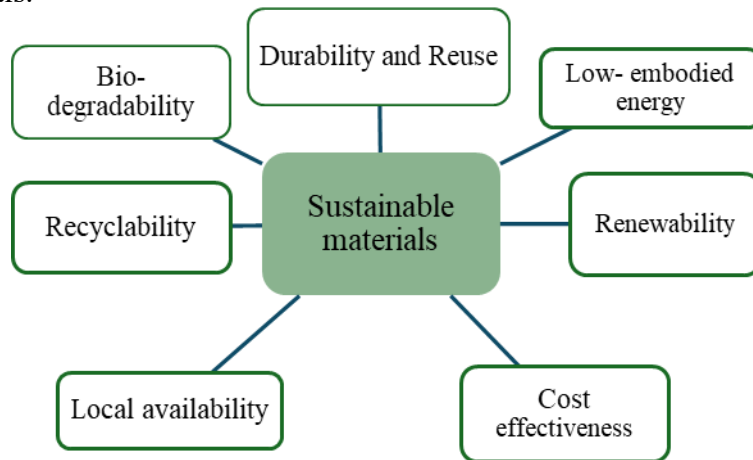 Durability and Reuse
Bio-
degradability
Low- embodied
energy
Sustainable
materials
Recyclability
Renewability
Local availability
Cost
effectiveness